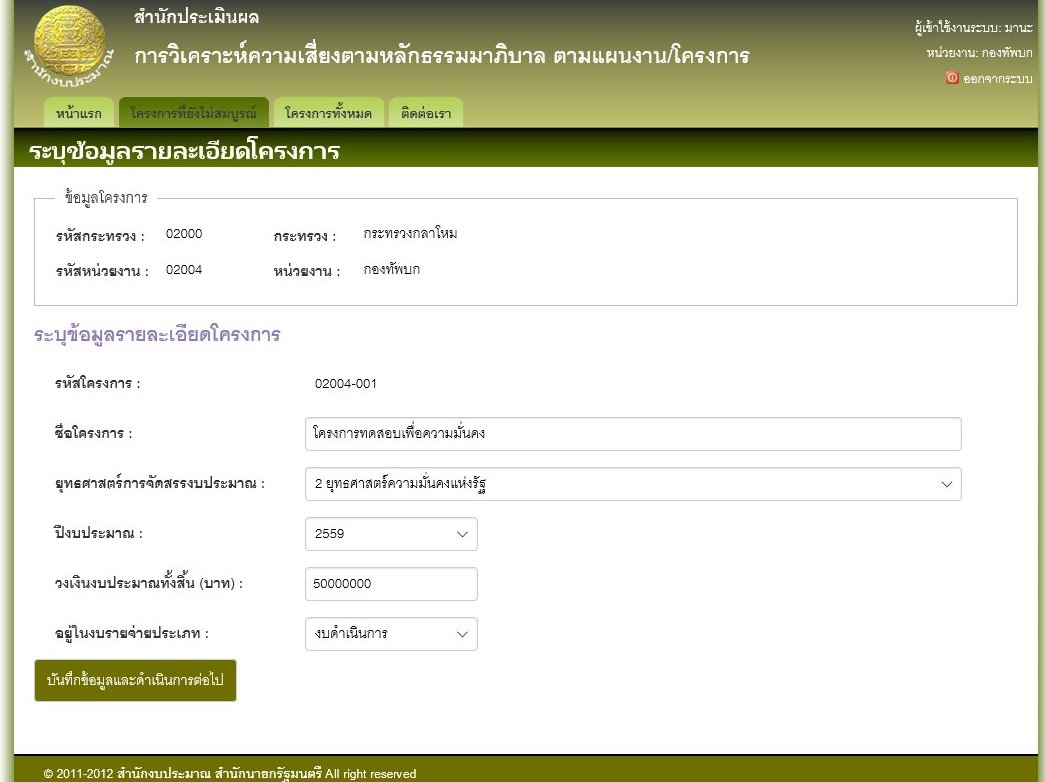 สำนักประเมินผล
การวิเคราะห์ความเสี่ยงตามหลักธรรมมาภิบาล ตามแผนงาน/โครงการ
ผู้เข้าใช้งานระบบ: มานะ
หน่วยงาน: กองทัพบก
ออกจากระบบ
สำนักงบประมาณ
หน้าแรก โครงการที่ยังไม่สมบูรณ์ โครงการทั้งหมด ติดต่อเรา
ระบุข้อมูลรายละเอียดโครงการ
ข้อมูลโครงการ
รหัสกระทรวง : 02000 กระทรวง : กระทรวงกลาโหม
รหัสหน่วยงาน : 02004 หน่วยงาน : กองทัพบก
ระบุข้อมูลรายละเอียดโครงการ
รหัสโครงการ : 02004-001
ชื่อโครงการ : โครงการทดสอบเพื่อความมั่นคง
ยุทธศาสตร์การจัดสรรงบประมาณ : 2 ยุทธศาสตร์ความมั่นคงแห่งรัฐ
ปีงบประมาณ : 2559
วงเงินงบประมาณทั้งสิ้น (บาท) : 50000000
อยู่ในงบรายจ่ายประเภท : งบดำเนินการ
บันทึกข้อมูลและดำเนินการต่อไป
© 2011-2012 สำนักงบประมาณ สำนักนายกรัฐมนตรี All right reserved